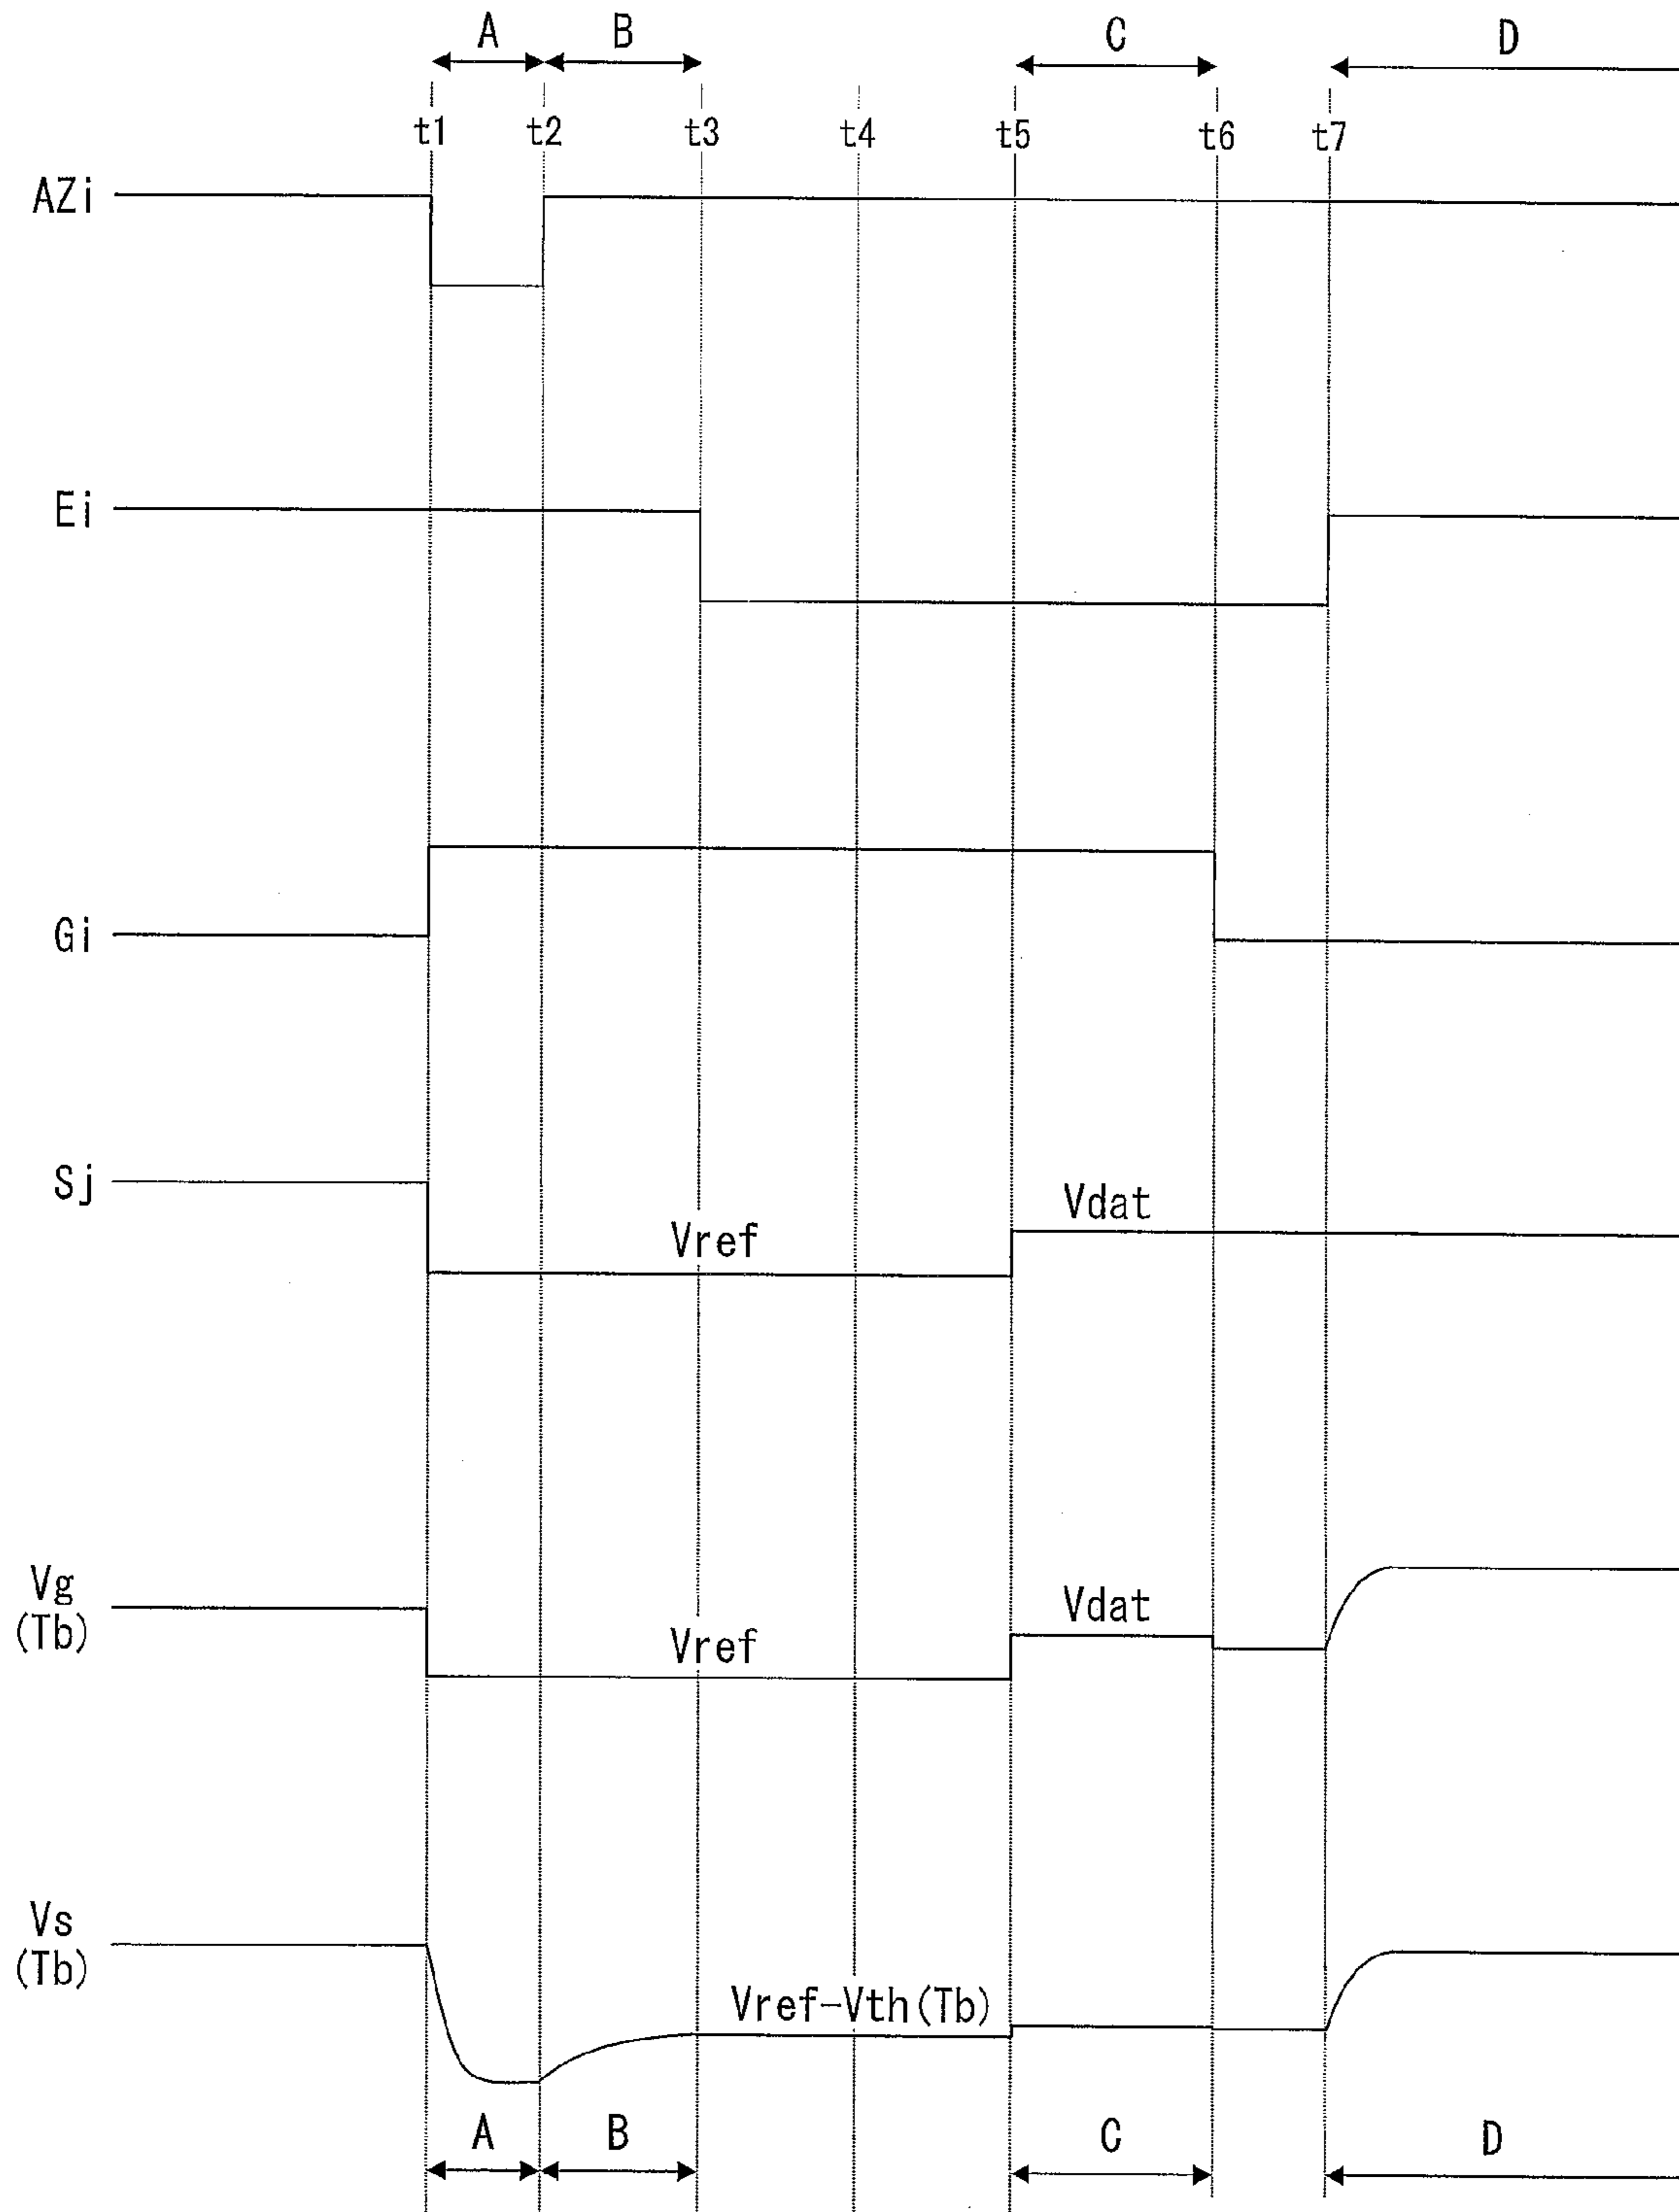 A B C D
t1 t2 t3 t4 t5 t6 t7
AZi
Ei
Gi
Sj
Vref
Vdat
Vg
(Tb)
Vref
Vdat
Vs
(Tb)
Vref-Vth(Tb)
A B C D